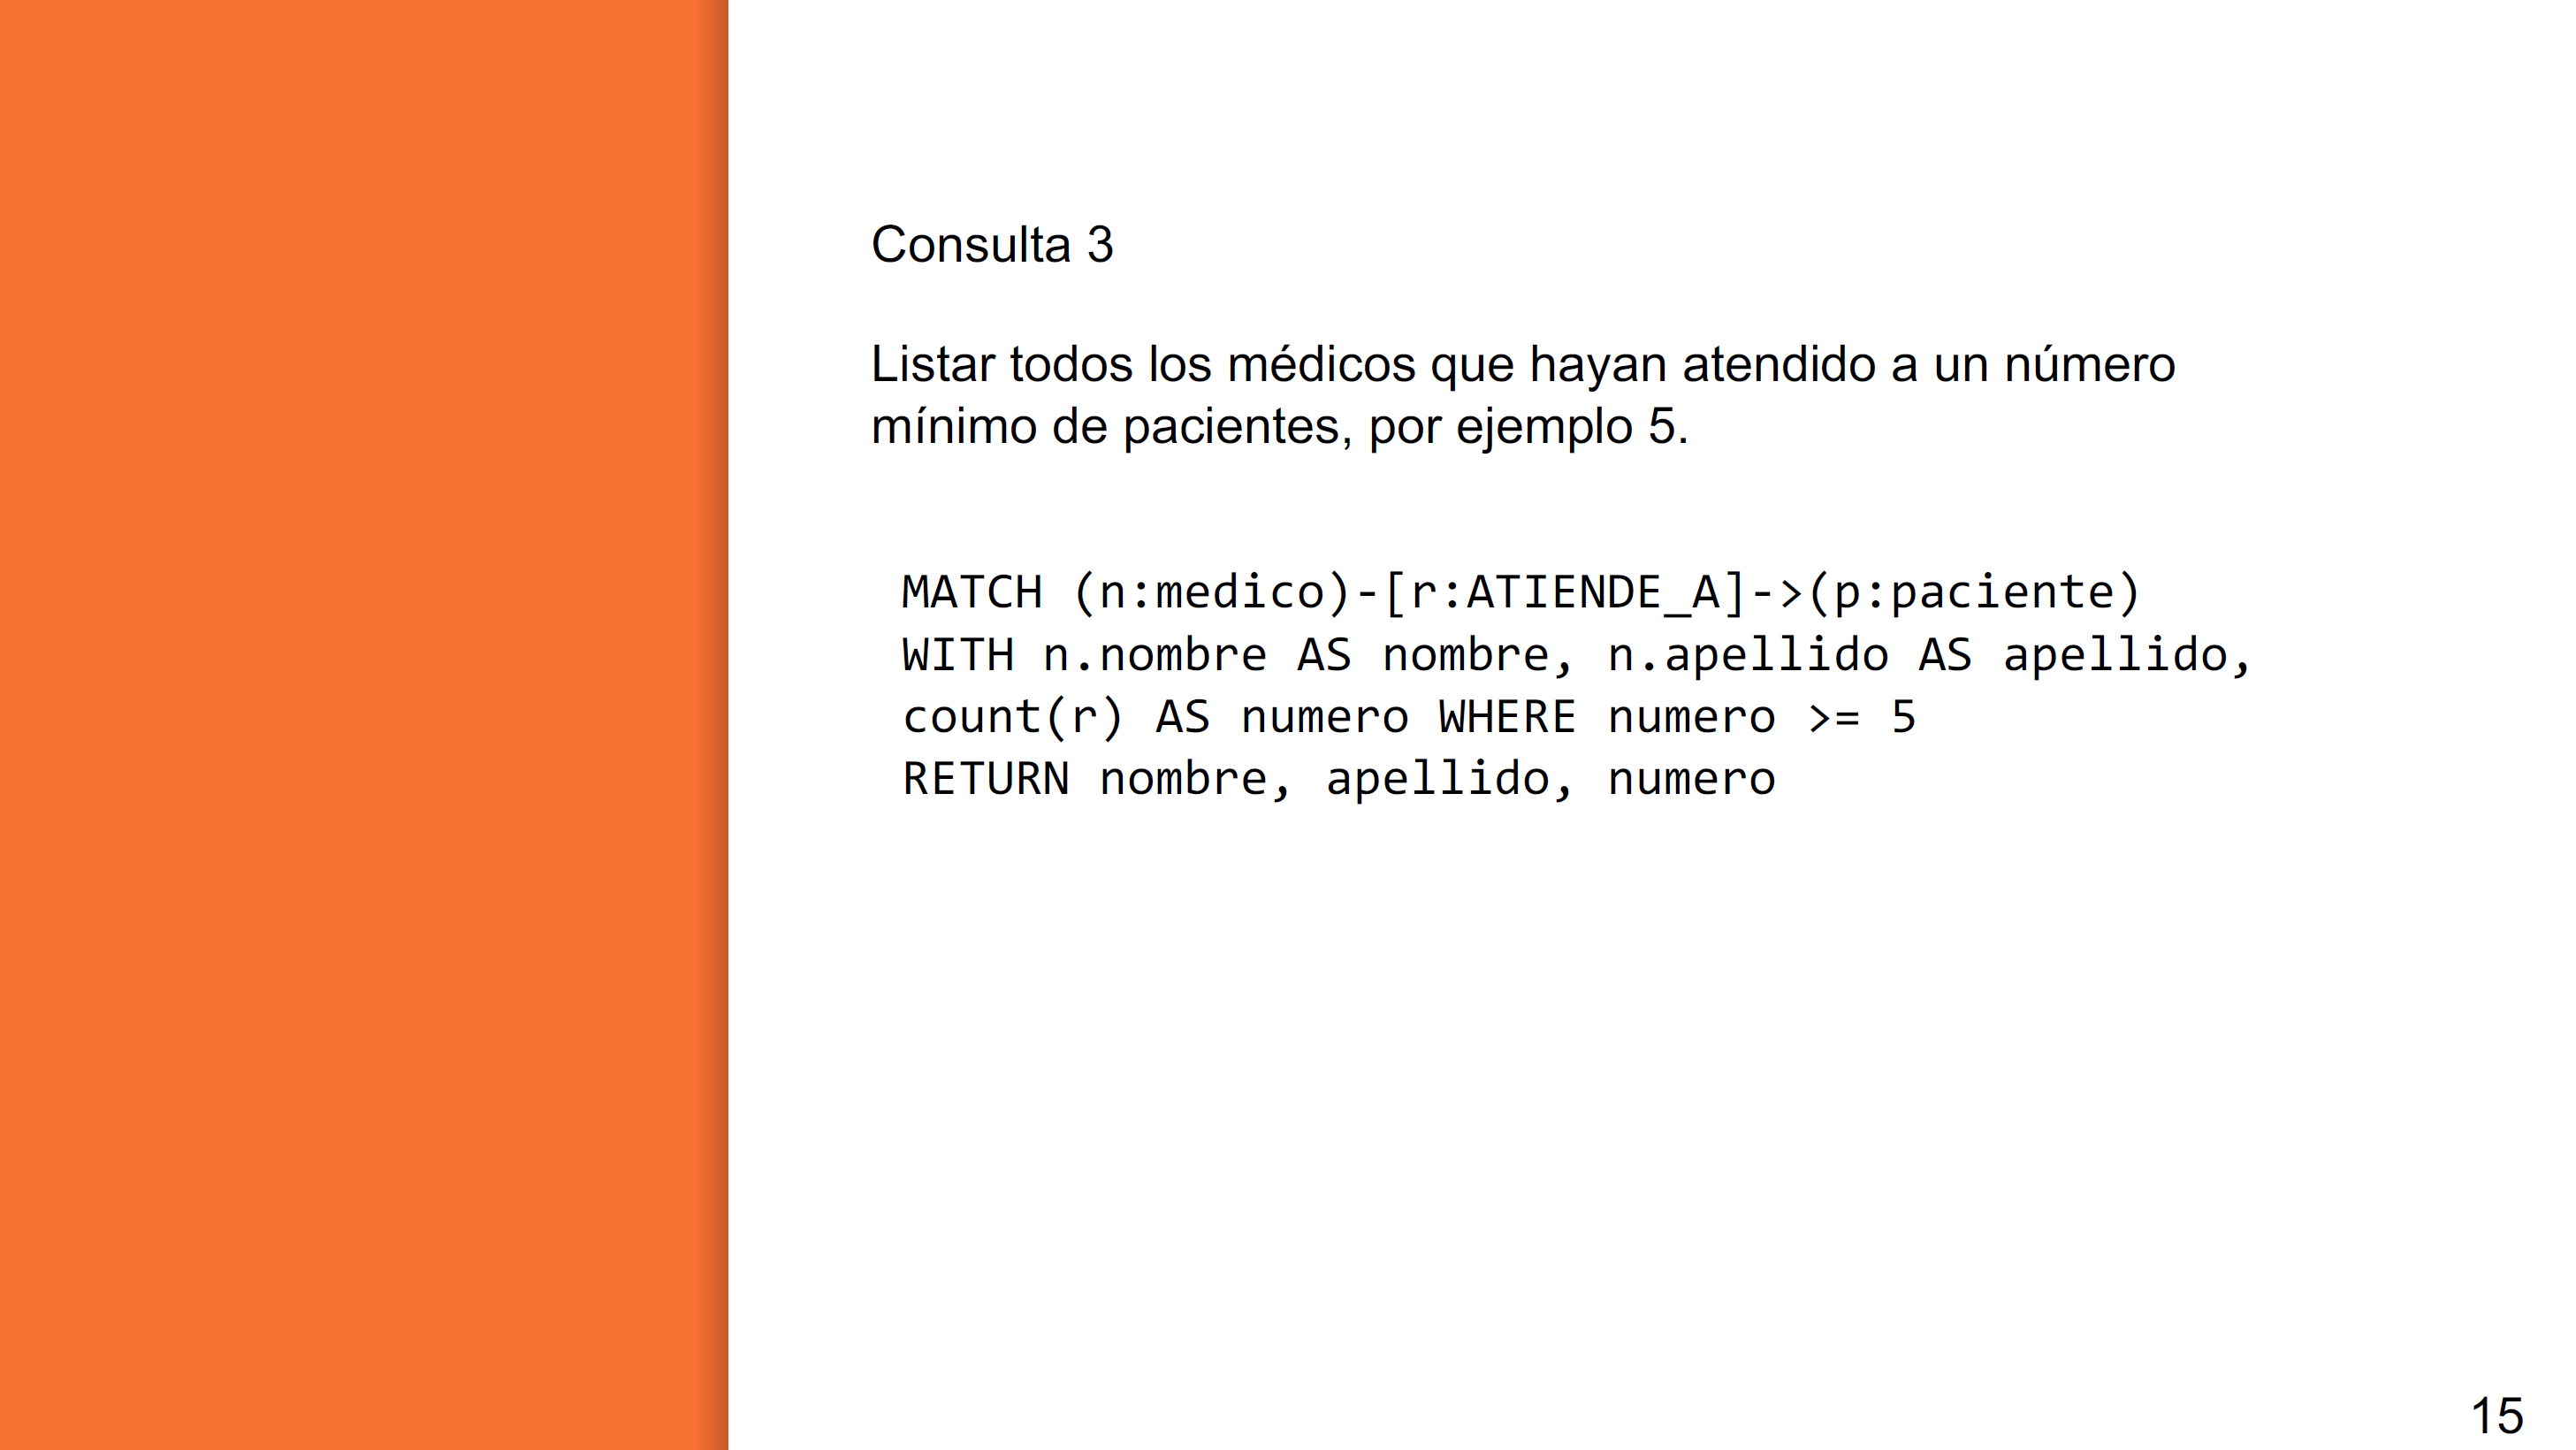 Consulta 3
Listar todos los médicos que hayan atendido a un número
mínimo de pacientes, por ejemplo 5.
MATCH (n:medico)-[r:ATIENDE_A]->(p:paciente)
WITH n.nombre AS nombre, n.apellido AS apellido,
count(r) AS numero WHERE numero >= 5
RETURN nombre, apellido, numero
15